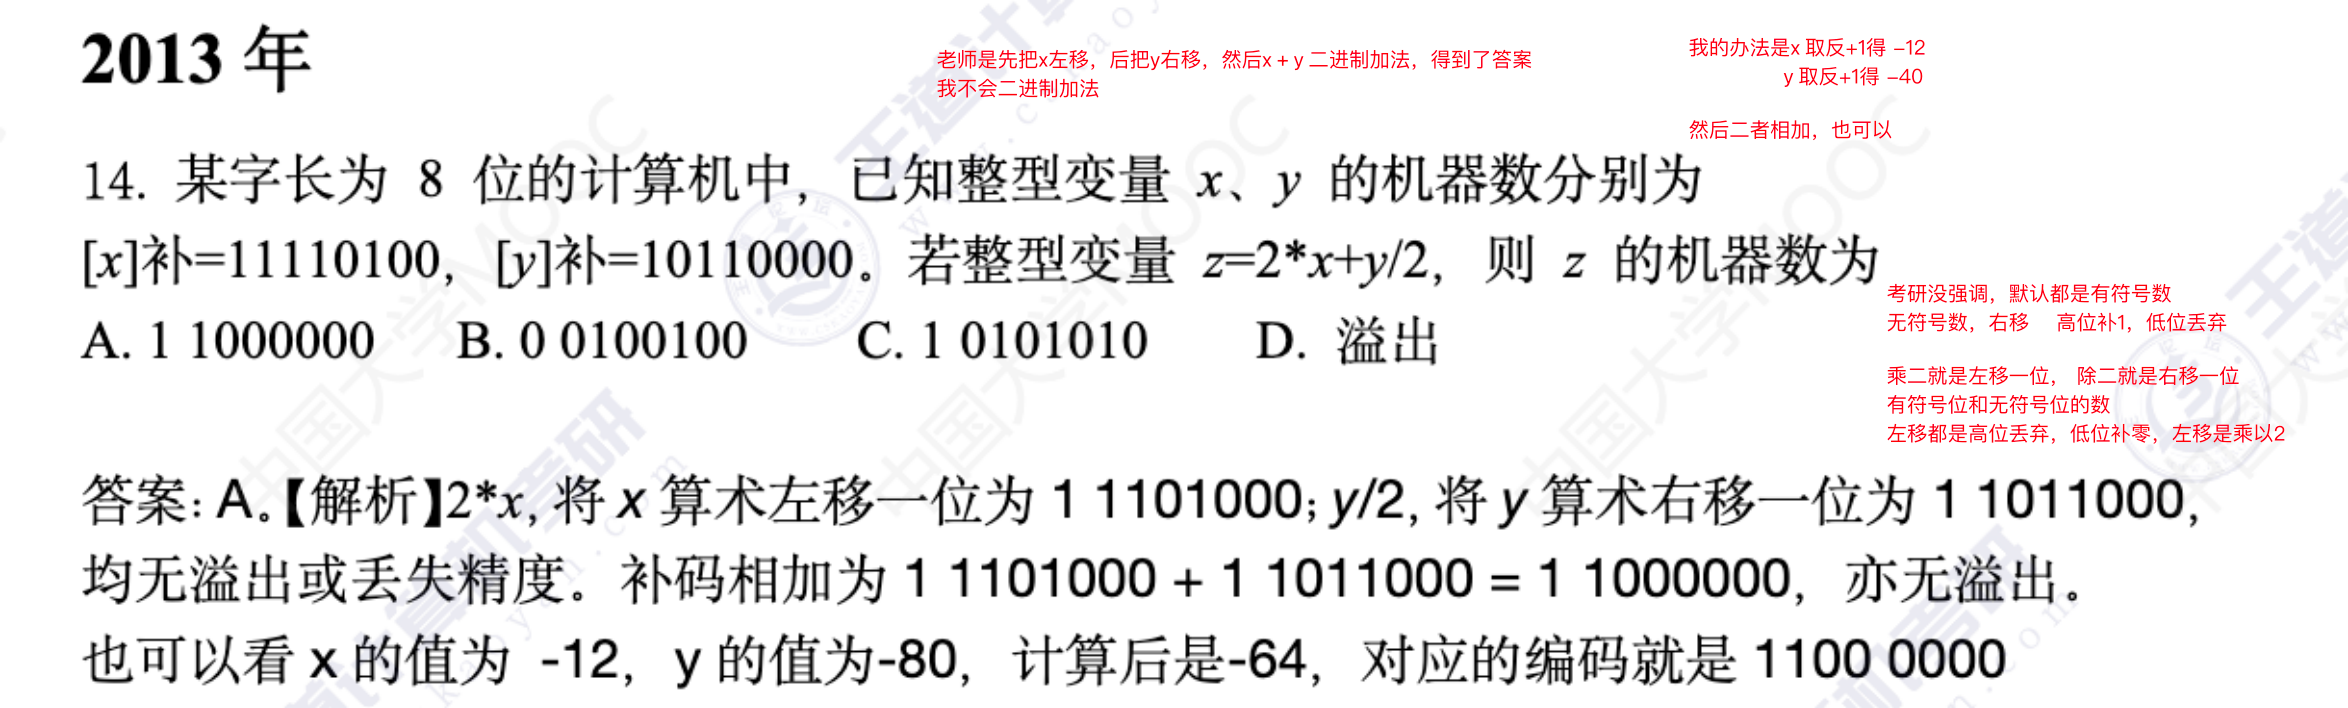 2013 年
老师是先把x左移，后把y右移，然后x + y 二进制加法，得到了答案
我不会二进制加法
我的办法是x 取反+1得 -12
y 取反+1得 -40
然后二者相加，也可以
14. 某字长为 8 位的计算机中，已知整型变量 x、y 的机器数分别为
[x]补=11110100，[y]补=10110000。若整型变量 z=2*x+y/2，则 z 的机器数为
A. 1 1000000 B. 0 0100100 C. 1 0101010 D. 溢出
考研没强调，默认都是有符号数
无符号数，右移 高位补1，低位丢弃
乘二就是左移一位， 除二就是右移一位
有符号位和无符号位的数
左移都是高位丢弃，低位补零，左移是乘以2
答案：A。【解析】2*x，将 x 算术左移一位为 1 1101000；y/2，将 y 算术右移一位为 1 1011000，
均无溢出或丢失精度。补码相加为 1 1101000 + 1 1011000 = 1 1000000，亦无溢出。
也可以看 x 的值为 -12，y 的值为-80，计算后是-64，对应的编码就是 1100 0000